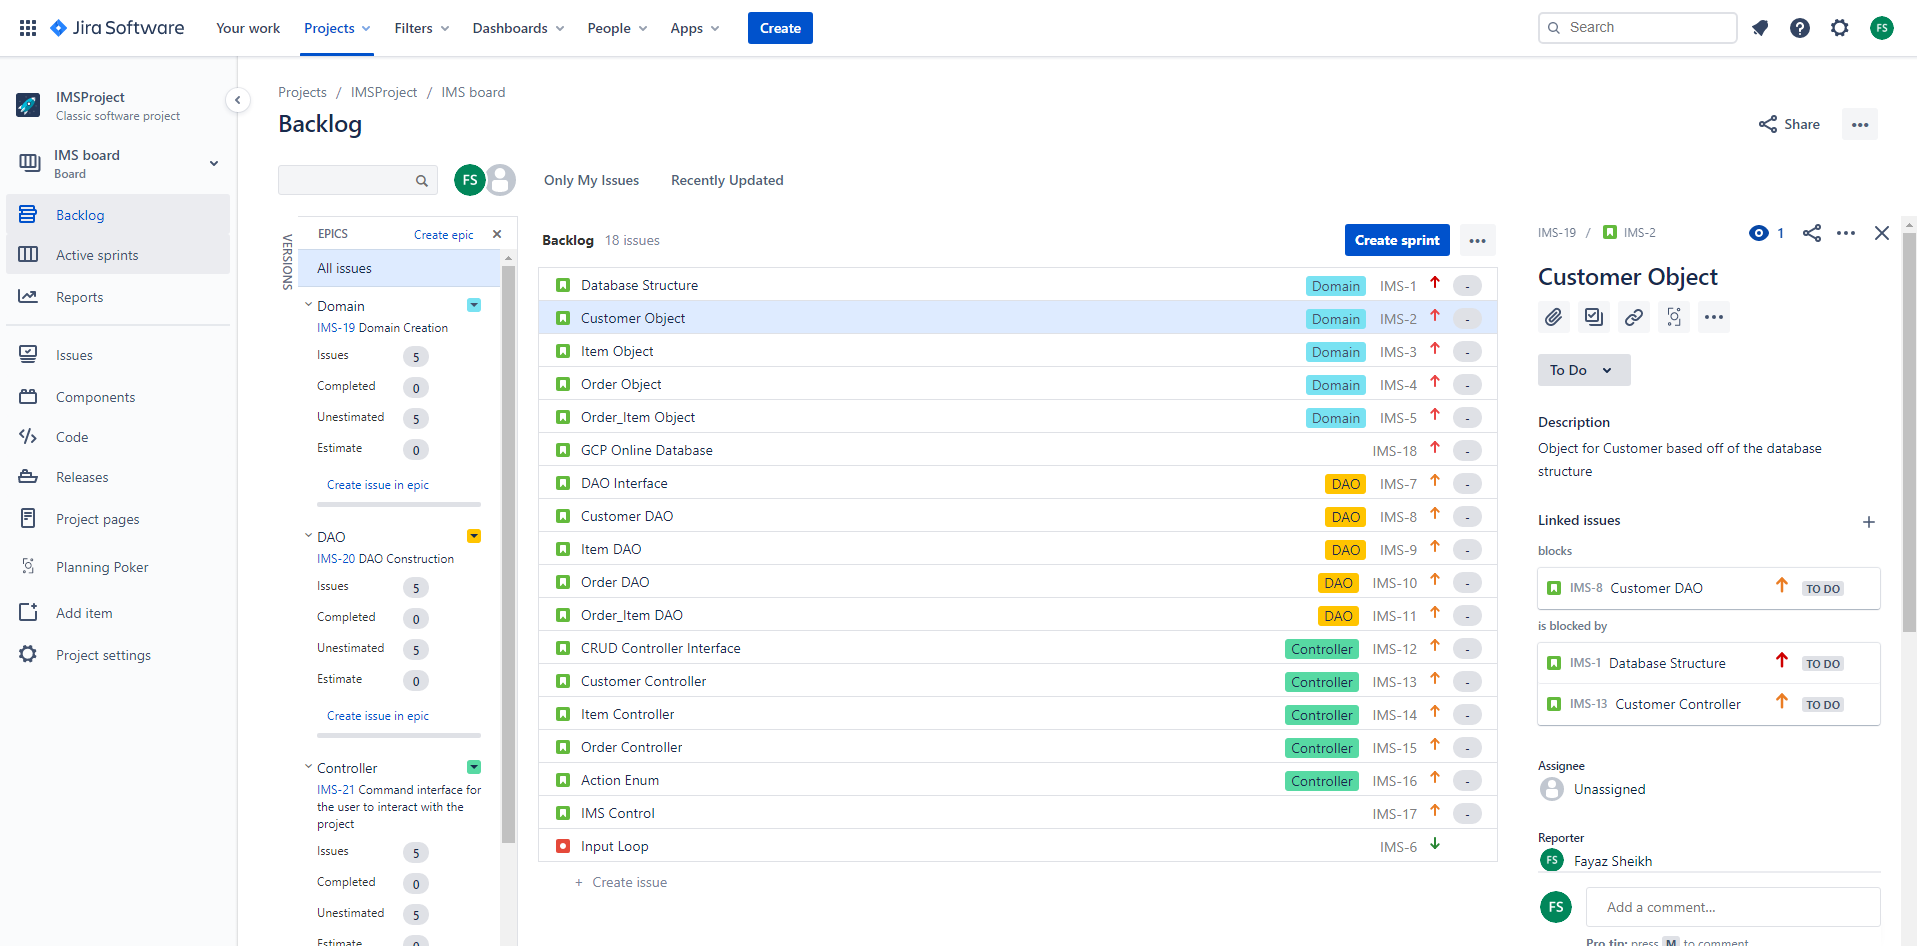 Jira Software
Your work
Projects
Filters
Dashboards
People
Apps
Create
Search
FS
IMSProject
Classic software project
IMS board
Board
Backlog
Active sprints
Reports
Issues
Components
Code
Releases
Project pages
Planning Poker
Add item
Project settings
Projects / IMSProject / IMS board
Backlog
Share
FS
Only My Issues
Recently Updated
VERSIONS
EPICS
Create epic
All issues
Domain
IMS-19 Domain Creation
Issues 5
Completed 0
Unestimated 5
Estimate 0
Create issue in epic
DAO
IMS-20 DAO Construction
Issues 5
Completed 0
Unestimated 5
Estimate 0
Create issue in epic
Controller
IMS-21 Command interface for
the user to interact with the
project
Issues 5
Completed 0
Unestimated 5
Estimate 0
Backlog 18 issues
Create sprint
Database Structure Domain IMS-1 -
Customer Object Domain IMS-2 -
Item Object Domain IMS-3 -
Order Object Domain IMS-4 -
Order_Item Object Domain IMS-5 -
GCP Online Database IMS-18 -
DAO Interface DAO IMS-7 -
Customer DAO DAO IMS-8 -
Item DAO DAO IMS-9 -
Order DAO DAO IMS-10 -
Order_Item DAO DAO IMS-11 -
CRUD Controller Interface Controller IMS-12 -
Customer Controller Controller IMS-13 -
Item Controller Controller IMS-14 -
Order Controller Controller IMS-15 -
Action Enum Controller IMS-16 -
IMS Control IMS-17 -
Input Loop IMS-6
+ Create issue
IMS-19 / IMS-2
1
Customer Object
To Do
Description
Object for Customer based off of the database
structure
Linked issues
blocks
IMS-8 Customer DAO TO DO
is blocked by
IMS-1 Database Structure TO DO
IMS-13 Customer Controller TO DO
Assignee
Unassigned
Reporter
FS Fayaz Sheikh
FS Add a comment...
Pro tip: press M to comment